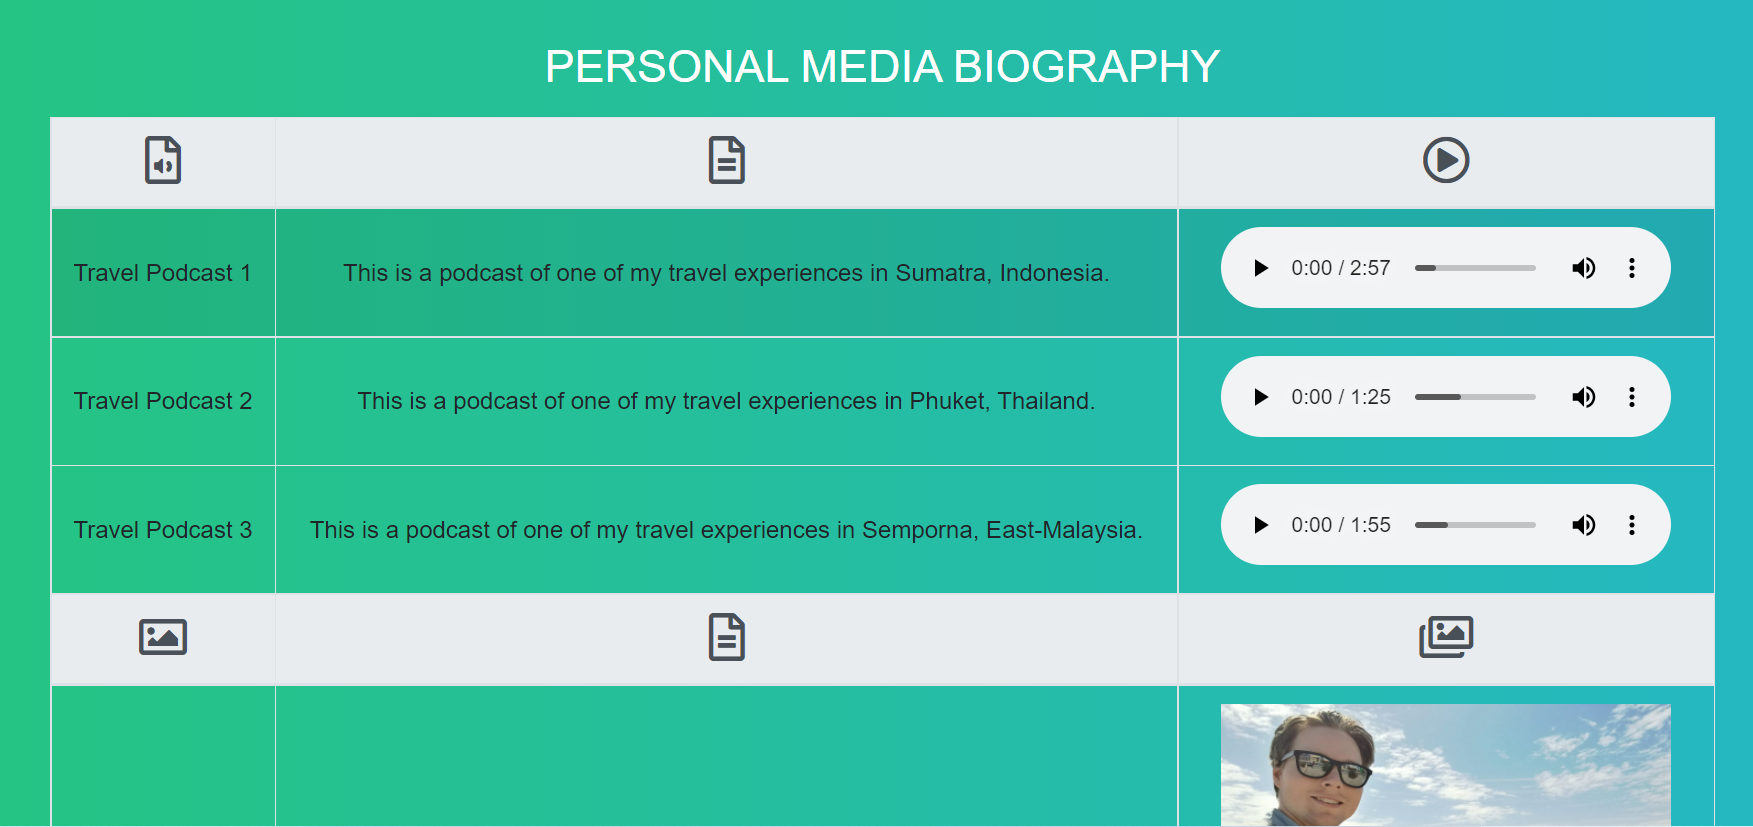 PERSONAL MEDIA BIOGRAPHY
Travel Podcast 1
This is a podcast of one of my travel experiences in Sumatra, Indonesia.
0:00 / 2:57
Travel Podcast 2
This is a podcast of one of my travel experiences in Phuket, Thailand.
0:00 / 1:25
Travel Podcast 3
This is a podcast of one of my travel experiences in Semporna, East-Malaysia.
0:00 / 1:55